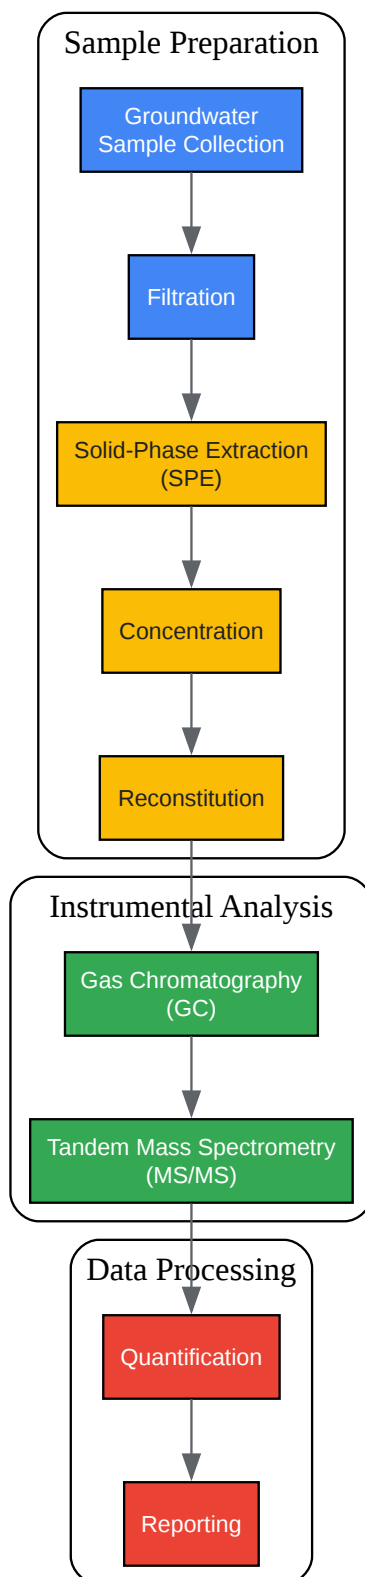 Sample Preparation
Groundwater
Sample Collection
Filtration
Solid-Phase Extraction
(SPE)
Concentration
Reconstitution
Instrumental Analysis
Gas Chromatography
(GC)
Tandem Mass Spectrometry
(MS/MS)
Data Processing
Quantification
Reporting